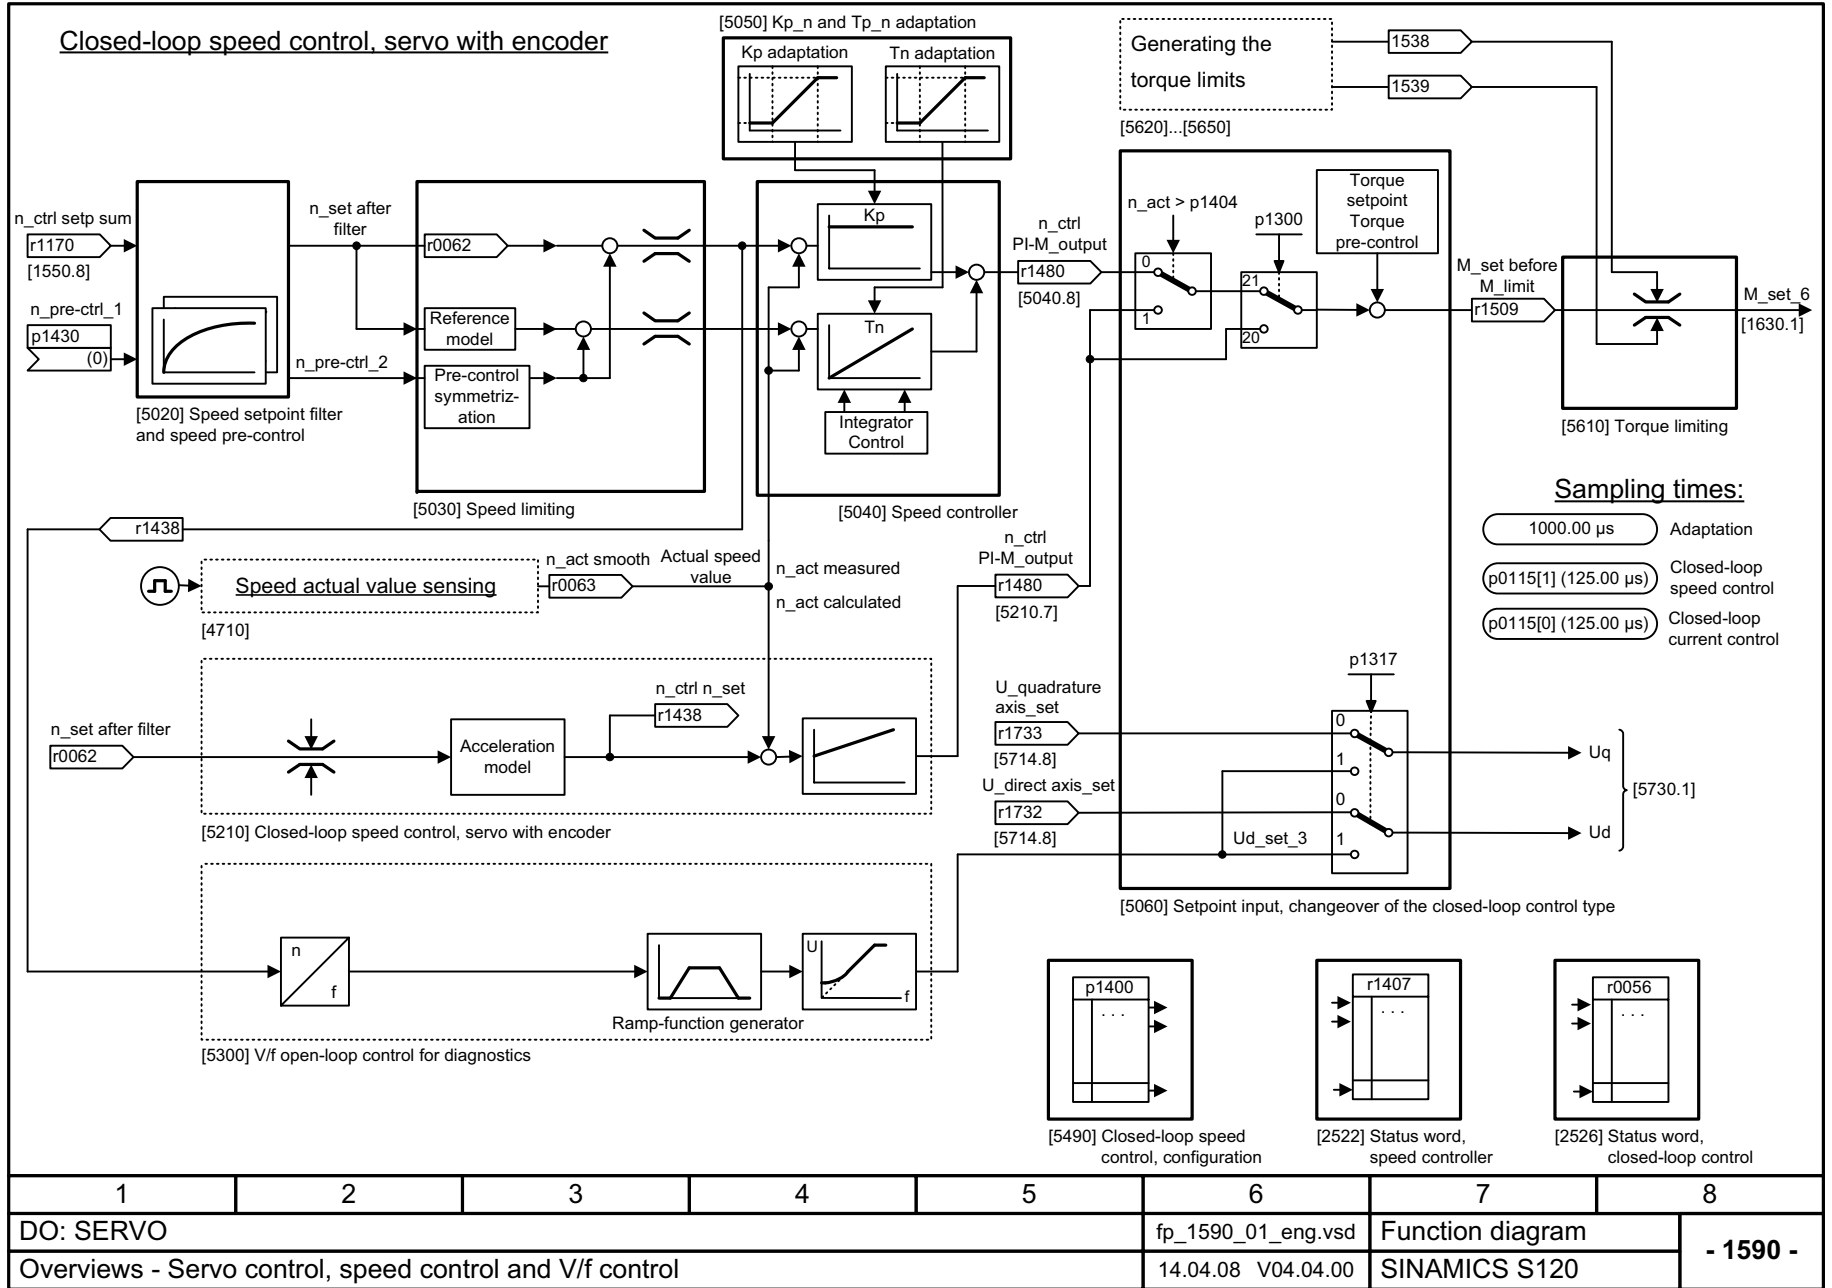 Closed-loop speed control, servo with encoder
[5050] Kp_n and Tp_n adaptation
Kp adaptation
Tn adaptation
Generating the
torque limits
[5620]...[5650]
1538
1539
n_ctrl setp sum
r1170
[1550.8]
n_pre-ctrl_1
p1430
(0)
[5020] Speed setpoint filter
and speed pre-control
n_set after
filter
n_pre-ctrl_2
r0062
Reference
model
Pre-control
symmetriz-
ation
[5030] Speed limiting
Kp
Tn
Integrator
Control
[5040] Speed controller
n_ctrl
PI-M_output
r1480
[5040.8]
n_act > p1404
0
1
p1300
21
20
Torque
setpoint
Torque
pre-control
M_set before
M_limit
r1509
M_set_6
[1630.1]
[5610] Torque limiting
Sampling times:
1000.00 µs
Adaptation
p0115[1] (125.00 µs)
Closed-loop
speed control
p0115[0] (125.00 µs)
Closed-loop
current control
r1438
Speed actual value sensing
[4710]
n_act smooth
r0063
Actual speed
value
n_act measured
n_act calculated
n_ctrl
PI-M_output
r1480
[5210.7]
n_set after filter
r0062
Acceleration
model
n_ctrl n_set
r1438
[5210] Closed-loop speed control, servo with encoder
U_quadrature
axis_set
r1733
[5714.8]
U_direct axis_set
r1732
[5714.8]
Ud_set_3
p1317
0
1
0
1
Uq
Ud
[5730.1]
[5060] Setpoint input, changeover of the closed-loop control type
n
f
Ramp-function generator
U
f
[5300] V/f open-loop control for diagnostics
p1400
. . .
[5490] Closed-loop speed
control, configuration
r1407
. . .
[2522] Status word,
speed controller
r0056
. . .
[2526] Status word,
closed-loop control
1 2 3 4 5 6 7 8
DO: SERVO
fp_1590_01_eng.vsd
Function diagram
- 1590 -
Overviews - Servo control, speed control and V/f control
14.04.08 V04.04.00
SINAMICS S120